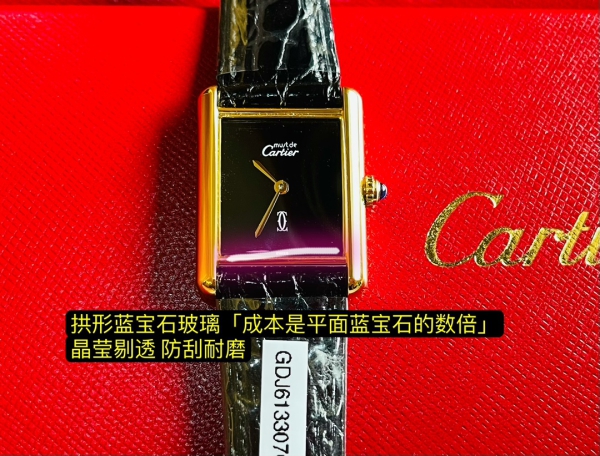 must de
Cartier
Cartier
拱形蓝宝石玻璃「成本是平面蓝宝石的数倍」
晶莹剔透 防刮耐磨